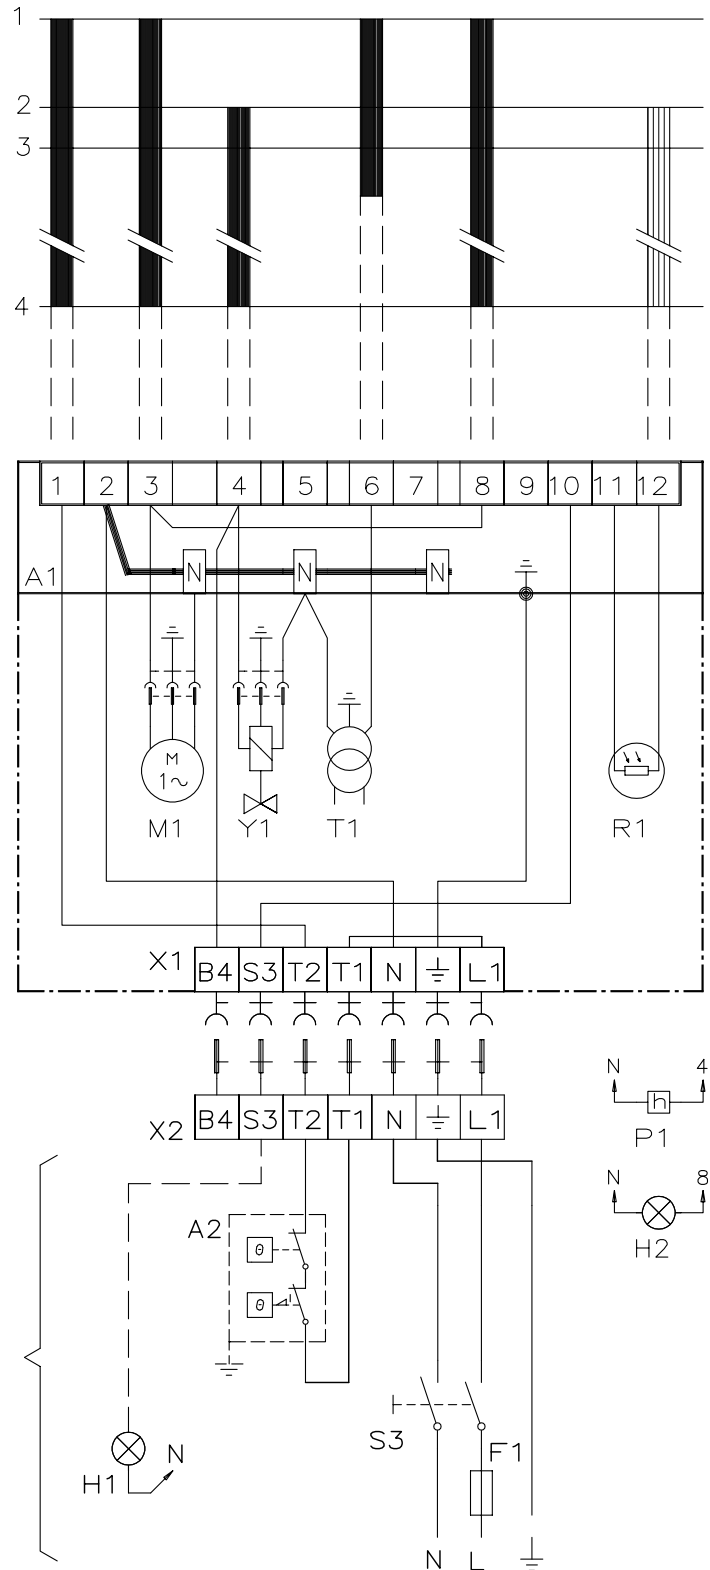 1
2
3
4
1 2 3 4 5 6 7 8 9 10 11 12
A1 N N N
M
1~
M1 Y1 T1 R1
X1 B4 S3 T2 T1 N L1
N 4
h
P1
X2 B4 S3 T2 T1 N L1
N 8
H2
A2
θ
θ
S3 F1
H1 N
N L